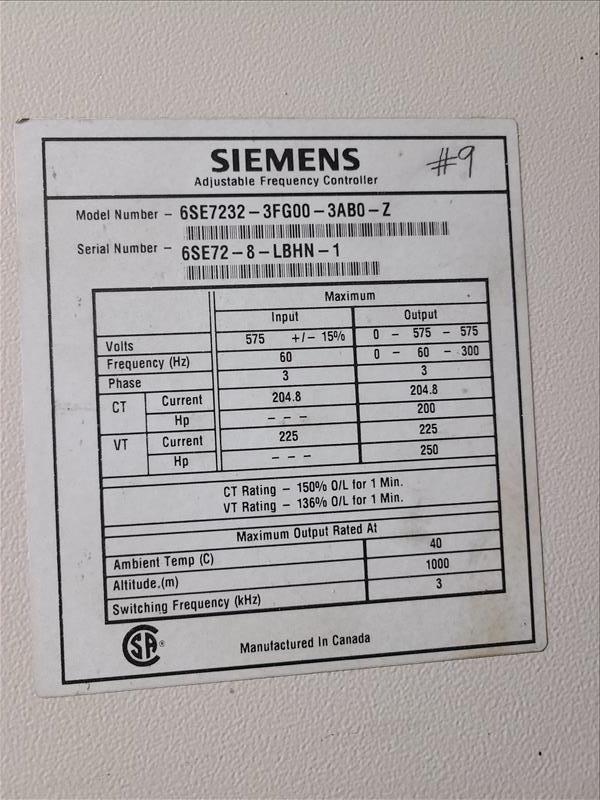 SIEMENS
#9
Adjustable Frequency Controller
Model Number - 6SE7232-3FG00-3AB0-Z
Serial Number - 6SE72-8-LBHN-1
Maximum
Input Output
Volts 575 +/- 15% 0 - 575 - 575
Frequency (Hz) 60 0 - 60 - 300
Phase 3 3
CT Current 204.8 204.8
Hp - - - 200
VT Current 225 225
Hp - - - 250
CT Rating - 150% O/L for 1 Min.
VT Rating - 136% O/L for 1 Min.
Maximum Output Rated At
Ambient Temp (C) 40
Altitude.(m) 1000
Switching Frequency (kHz) 3
CSA ®
Manufactured In Canada